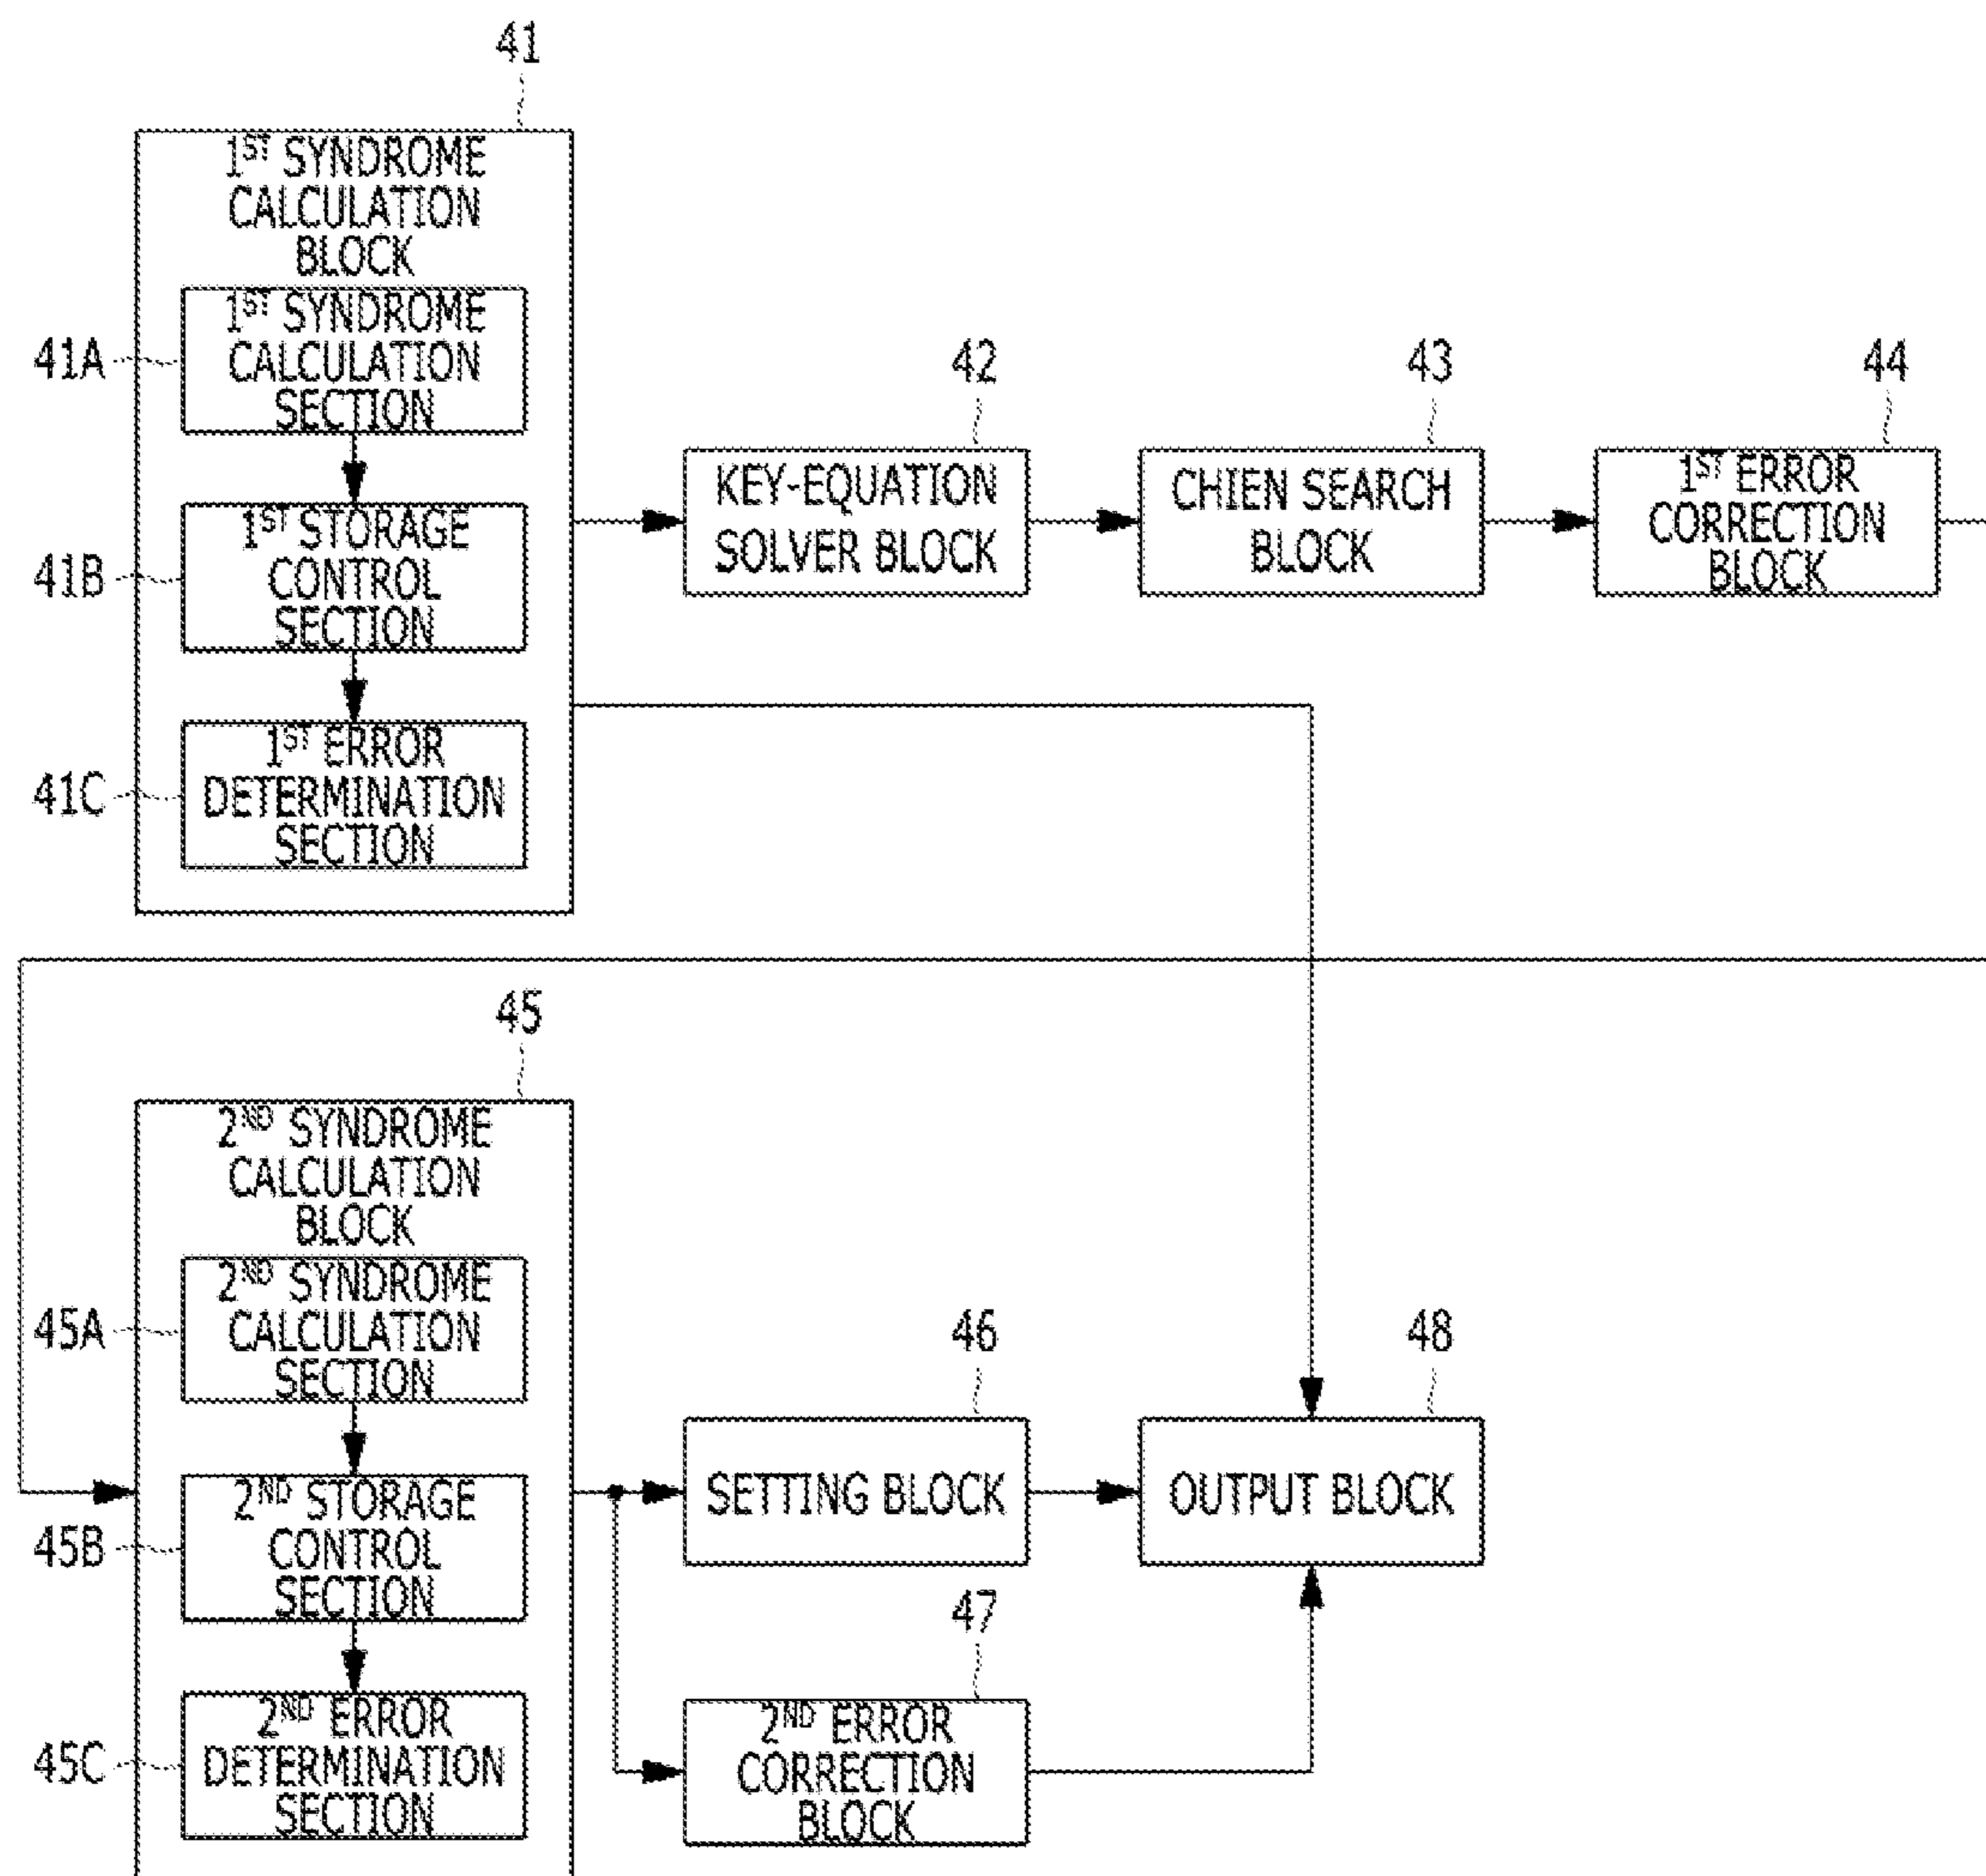 41
1ST SYNDROME
CALCULATION
BLOCK
41A
1ST SYNDROME
CALCULATION
SECTION
41B
1ST STORAGE
CONTROL
SECTION
41C
1ST ERROR
DETERMINATION
SECTION
42
KEY-EQUATION
SOLVER BLOCK
43
CHIEN SEARCH
BLOCK
44
1ST ERROR
CORRECTION
BLOCK
45
2ND SYNDROME
CALCULATION
BLOCK
45A
2ND SYNDROME
CALCULATION
SECTION
45B
2ND STORAGE
CONTROL
SECTION
45C
2ND ERROR
DETERMINATION
SECTION
46
SETTING BLOCK
47
2ND ERROR
CORRECTION
BLOCK
48
OUTPUT BLOCK